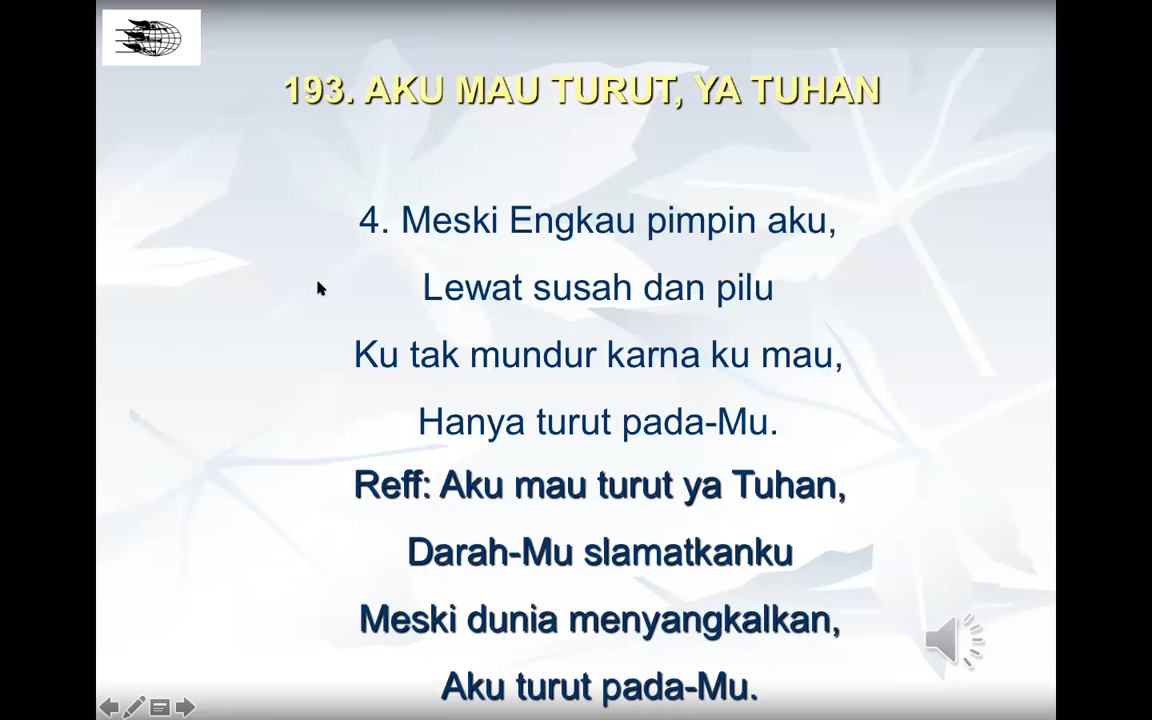 193. AKU MAU TURUT, YA TUHAN
4. Meski Engkau pimpin aku,
Lewat susah dan pilu
Ku tak mundur karna ku mau,
Hanya turut pada-Mu.
Reff: Aku mau turut ya Tuhan,
Darah-Mu slamatkanku
Meski dunia menyangkalkan,
Aku turut pada-Mu.